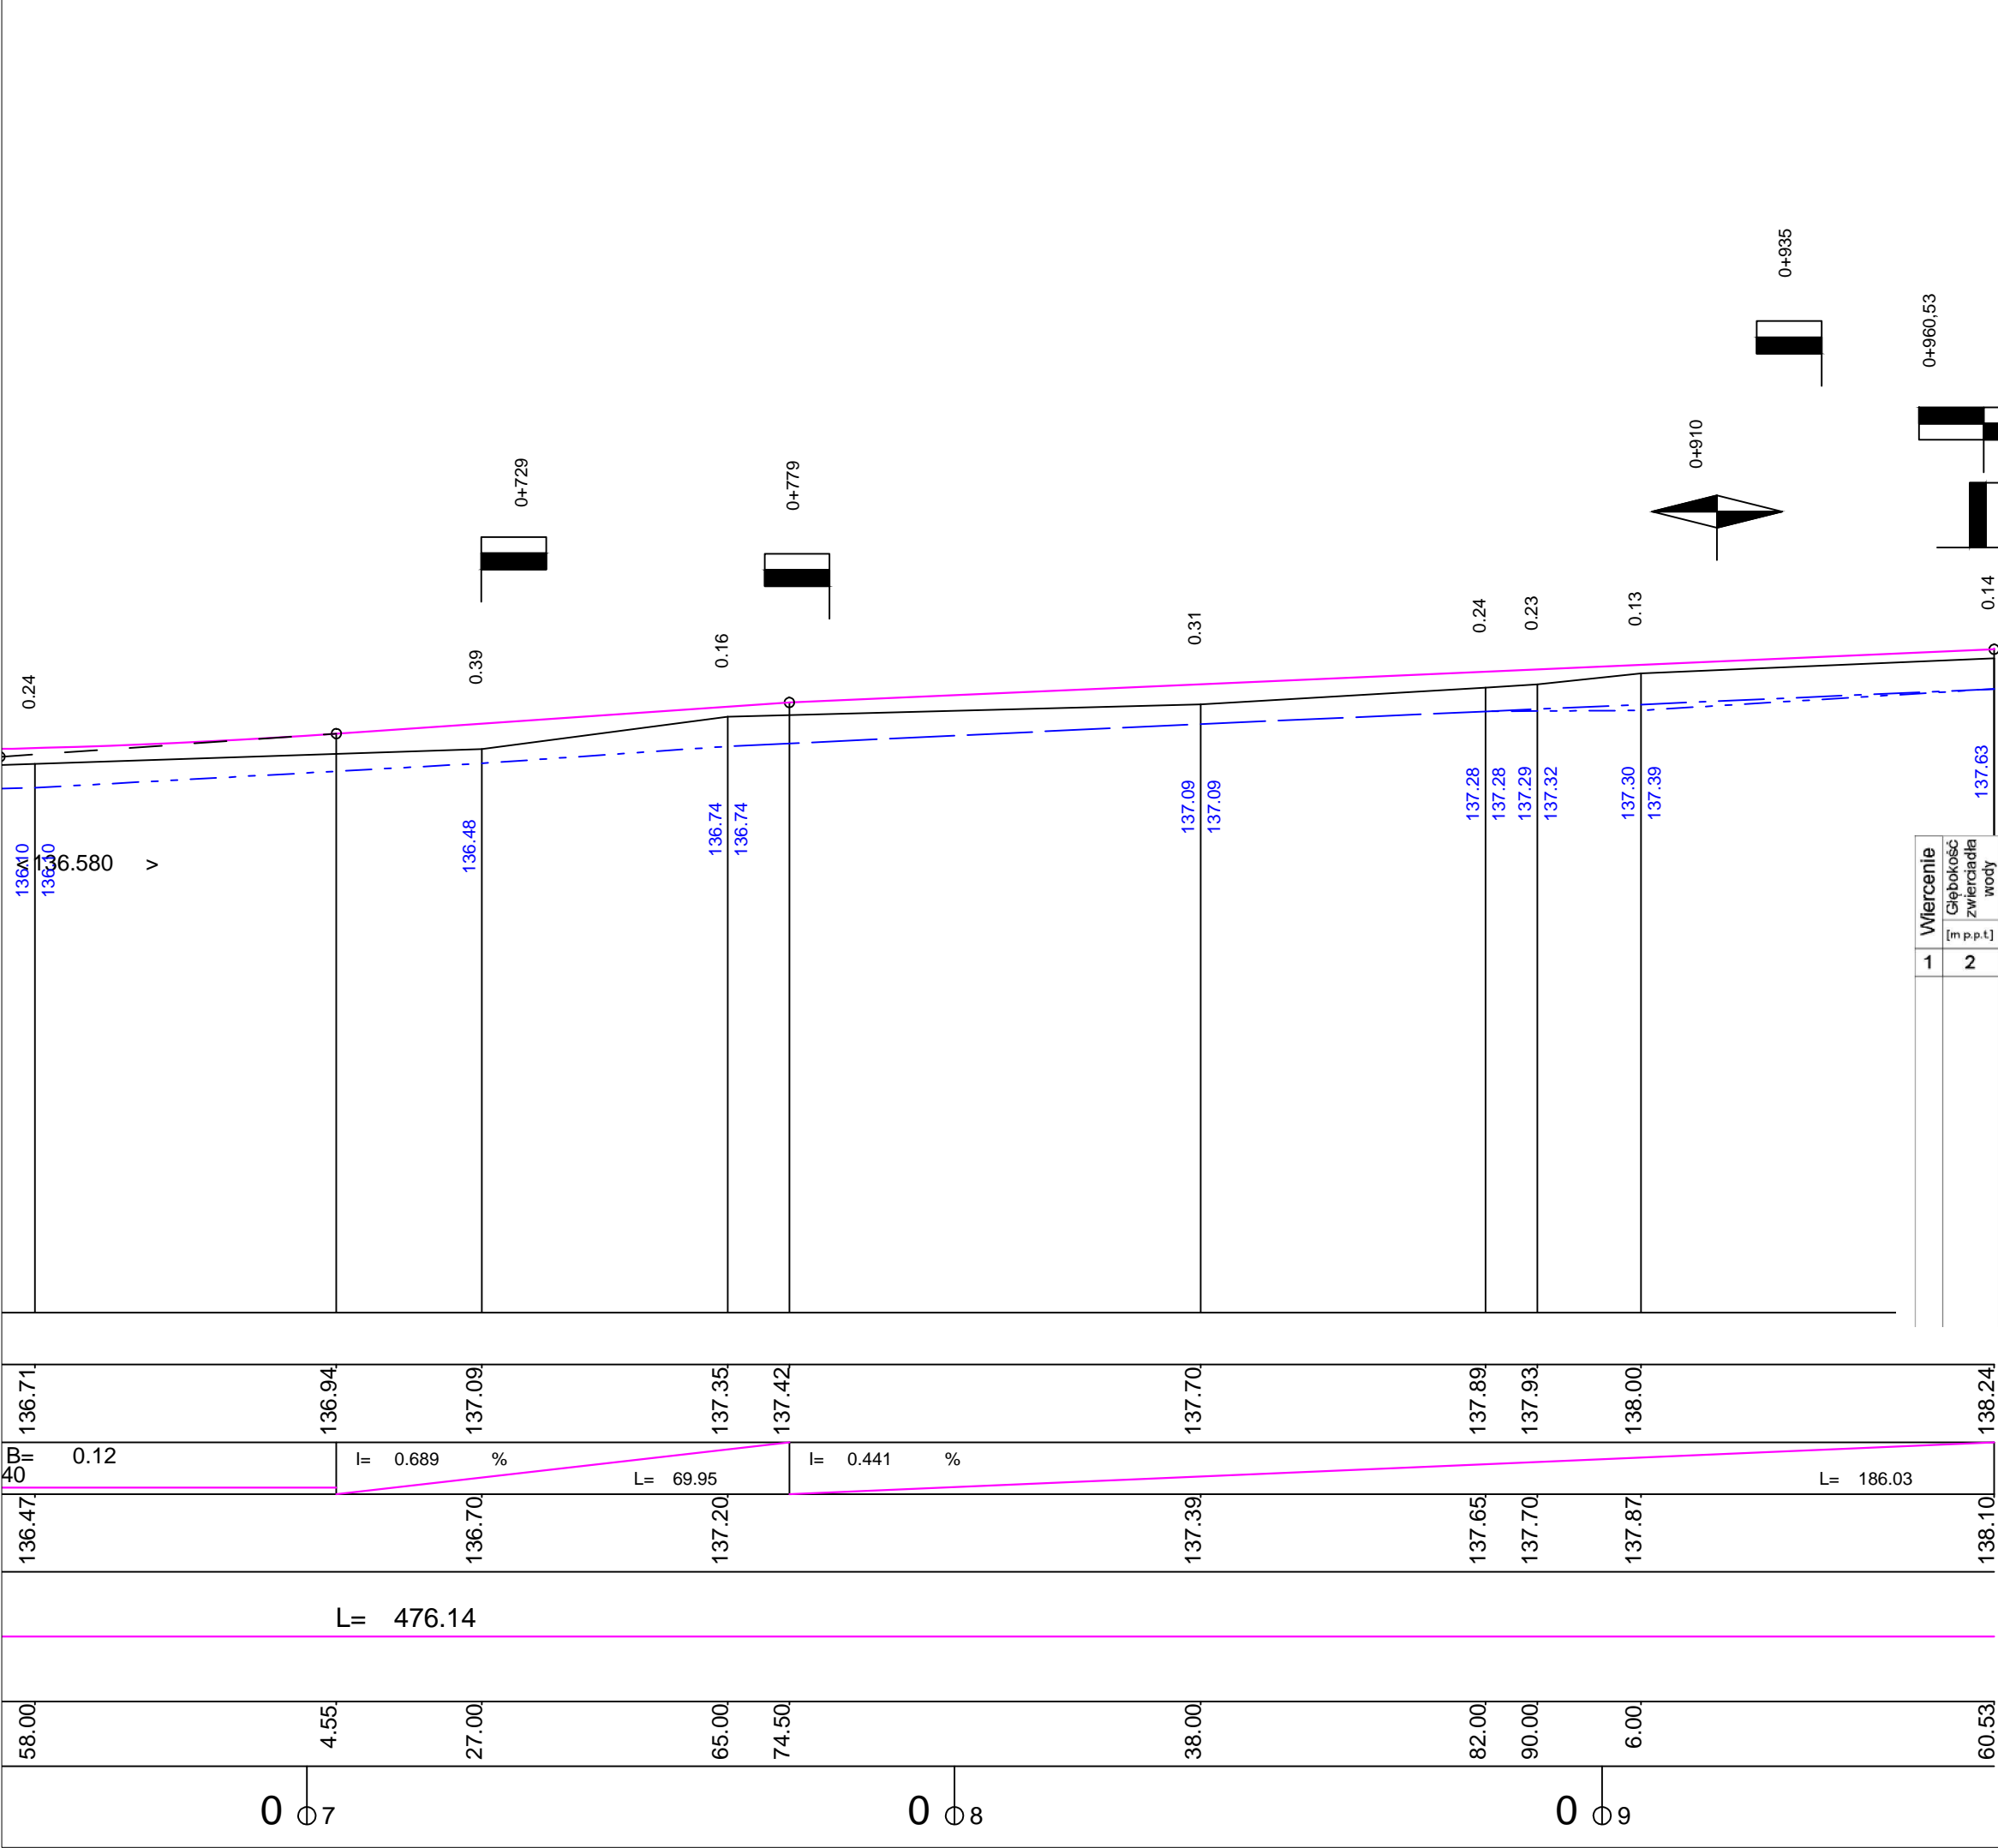 0+935
0+960,53
0+910
0+729
0+779
0.24
0.39
0.16
0.31
0.24
0.23
0.13
0.14
136.10
136.10
<136.580 >
136.48
136.74
136.74
137.09
137.09
137.28
137.28
137.29
137.32
137.30
137.39
137.63
Wiercenie
Głębokość
zwierciadła
wody
[m p.p.t.]
1 2
136.71 136.94 137.09 137.35 137.42 137.70 137.89 137.93 138.00 138.24
B= 0.12
40
I= 0.689 %
L= 69.95
I= 0.441 %
L= 186.03
136.47 136.70 137.20 137.39 137.65 137.70 137.87 138.10
L= 476.14
58.00 4.55 27.00 65.00 74.50 38.00 82.00 90.00 6.00 60.53
0 7
0 8
0 9